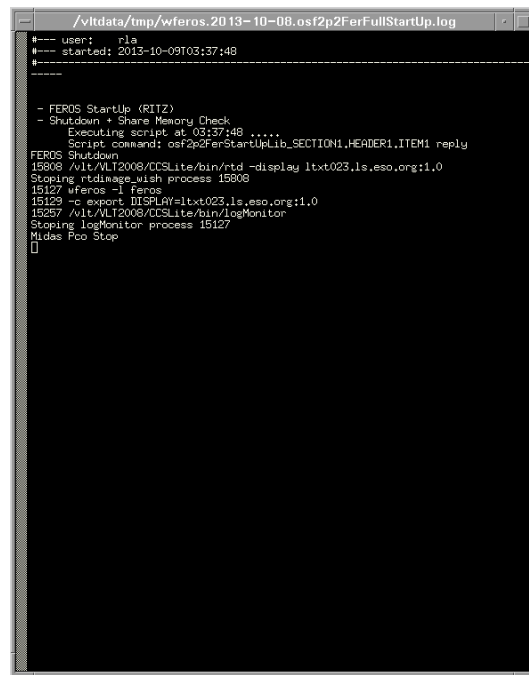 /vltdata/tmp/wferos.2013-10-08.osf2p2FerFullStartUp.log
#--- user:   rla
#--- started: 2013-10-09T03:37:48
#------------------------------------------------------------------------------
-----
- FEROS StartUp (RITZ)
- Shutdown + Share Memory Check
Executing script at 03:37:48 .....
Script command: osf2p2FerStartUpLib_SECTION1.HEADER1.ITEM1 reply
FEROS Shutdown
15808 /vlt/VLT2008/CCSLite/bin/rtd -display ltxt023.ls.eso.org:1.0
Stoping rtdimage_wish process 15808
15127 wferos -l feros
15129 -c export DISPLAY=ltxt023.ls.eso.org:1.0
15257 /vlt/VLT2008/CCSLite/bin/logMonitor
Stoping logMonitor process 15127
Midas Pco Stop